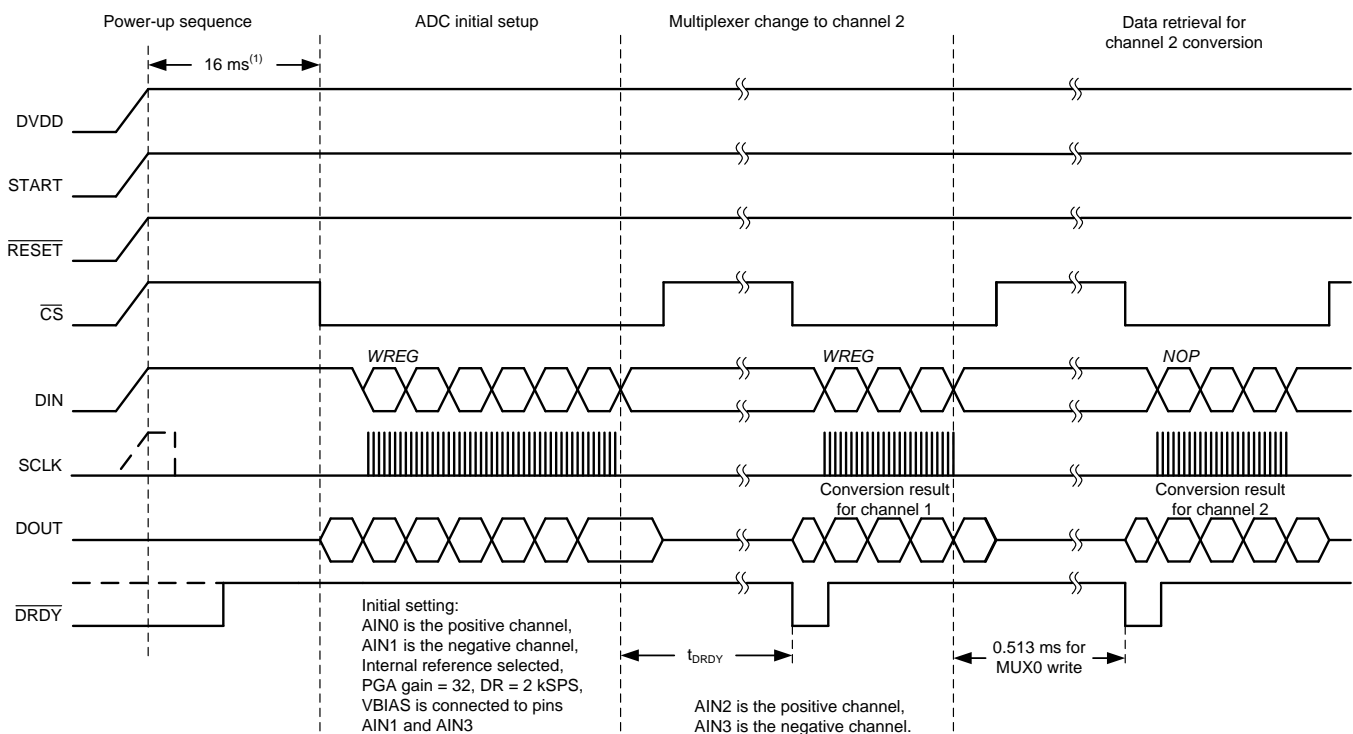 Power-up sequence
ADC initial setup
Multiplexer change to channel 2
Data retrieval for
channel 2 conversion
16 ms(1)
DVDD
START
RESET
CS
WREG
WREG
NOP
DIN
SCLK
Conversion result
for channel 1
Conversion result
for channel 2
DOUT
DRDY
Initial setting:
AIN0 is the positive channel,
AIN1 is the negative channel,
Internal reference selected,
PGA gain = 32, DR = 2 kSPS,
VBIAS is connected to pins
AIN1 and AIN3
tDRDY
0.513 ms for
MUX0 write
AIN2 is the positive channel,
AIN3 is the negative channel.